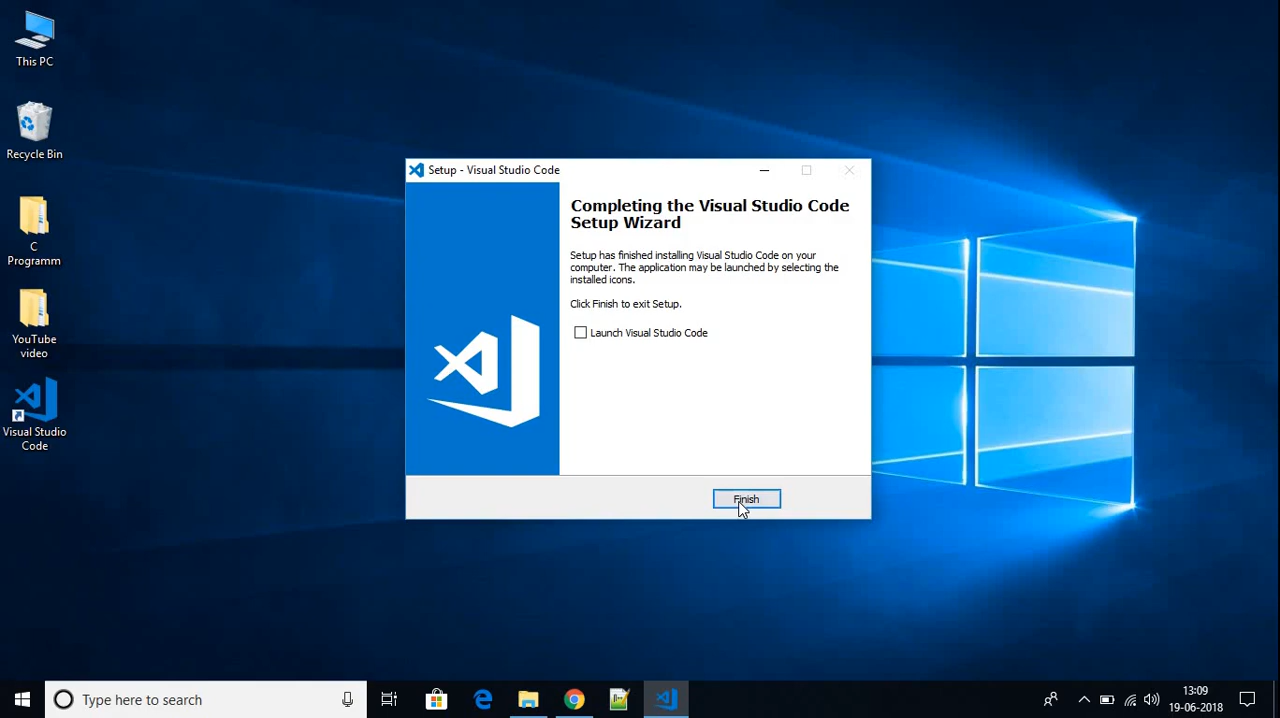 This PC
Recycle Bin
C
Programm
YouTube
video
Visual Studio
Code
Setup - Visual Studio Code
Completing the Visual Studio Code
Setup Wizard
Setup has finished installing Visual Studio Code on your
computer. The application may be launched by selecting the
installed icons.
Click Finish to exit Setup.
Launch Visual Studio Code
Finish
Type here to search
13:09
19-06-2018